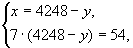 x = 4248 − y,
7 · (4248 − y) = 54,